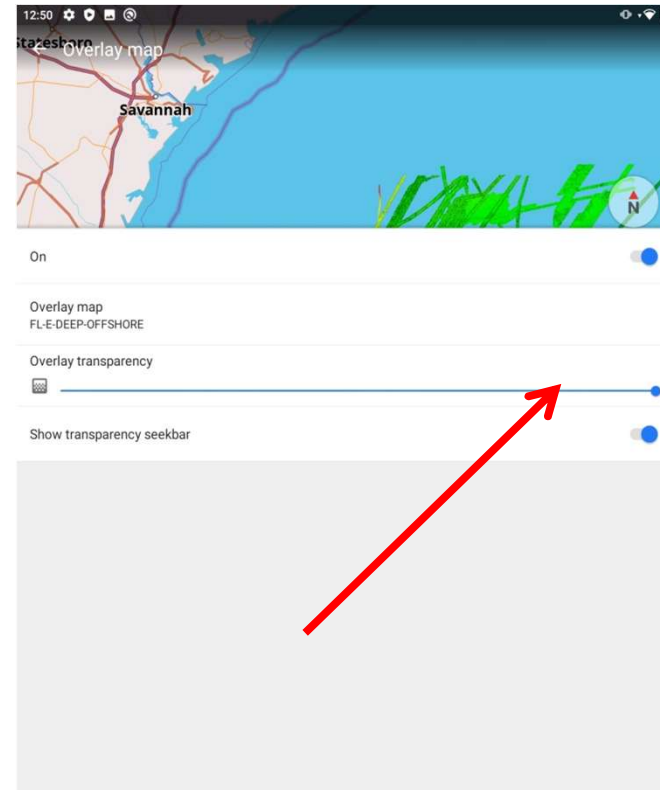 12:50
Statesboro
Overlay map
Savannah
N
On
Overlay map
FL-E-DEEP-OFFSHORE
Overlay transparency
Show transparency seekbar